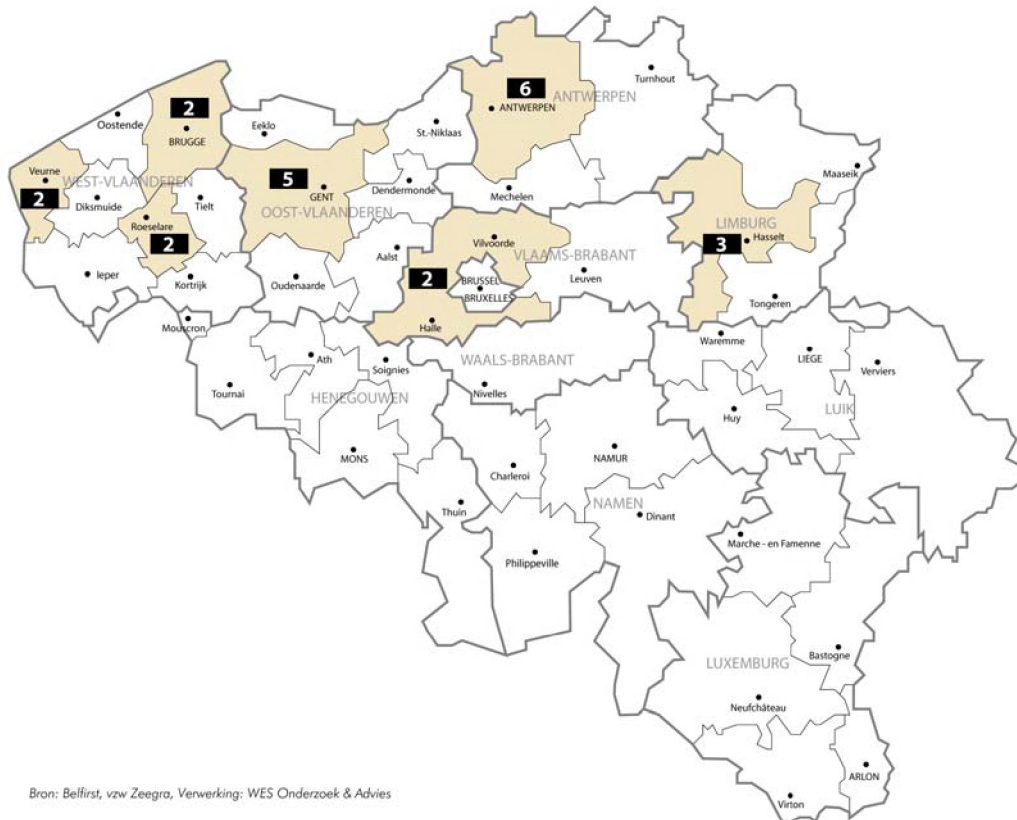 Turnhout
6
ANTWERPEN
ANTWERPEN
2
Oostende
BRUGGE
Eeklo
St.-Niklaas
Maaseik
Veurne
WEST-VLAANDEREN
2
Diksmuide
Tielt
5
GENT
OOST-VLAANDEREN
Dendermonde
Mechelen
Roeselare
2
LIMBURG
Hasselt
3
Vilvoorde
VLAAMS-BRABANT
Aalst
2
BRUSSEL
BRUXELLES
Leuven
Ieper
Kortrijk
Oudenaarde
Halle
Tongeren
Mouscron
Waremme
Ath
Soignies
WAALS-BRABANT
LIEGE
Verviers
Tournai
HENEGOUWEN
Nivelles
Huy
LUIK
MONS
Charleroi
NAMUR
NAMEN
Thuin
Dinant
Marche - en Famenne
Philippeville
Bastogne
LUXEMBURG
Neufchâteau
ARLON
Virton
Bron: Belfirst, vzw Zeegra, Verwerking: WES Onderzoek & Advies